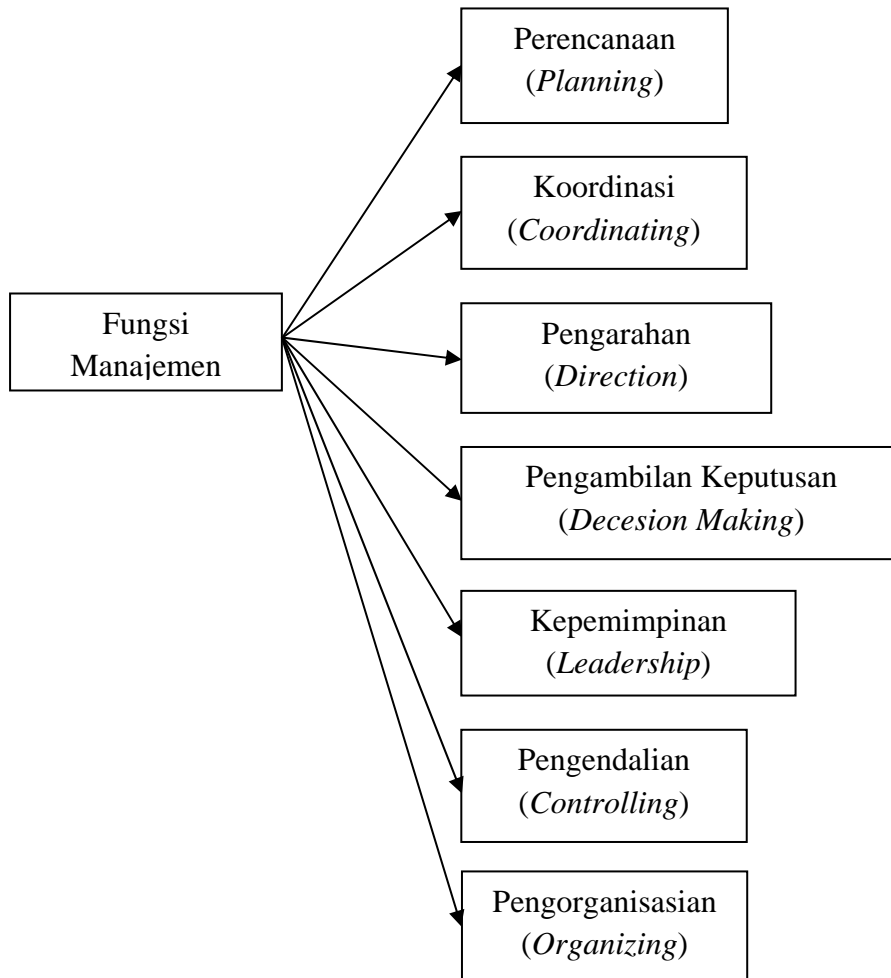 Perencanaan
(Planning)
Koordinasi
(Coordinating)
Fungsi
Manajemen
Pengarahan
(Direction)
Pengambilan Keputusan
(Decesion Making)
Kepemimpinan
(Leadership)
Pengendalian
(Controlling)
Pengorganisasian
(Organizing)